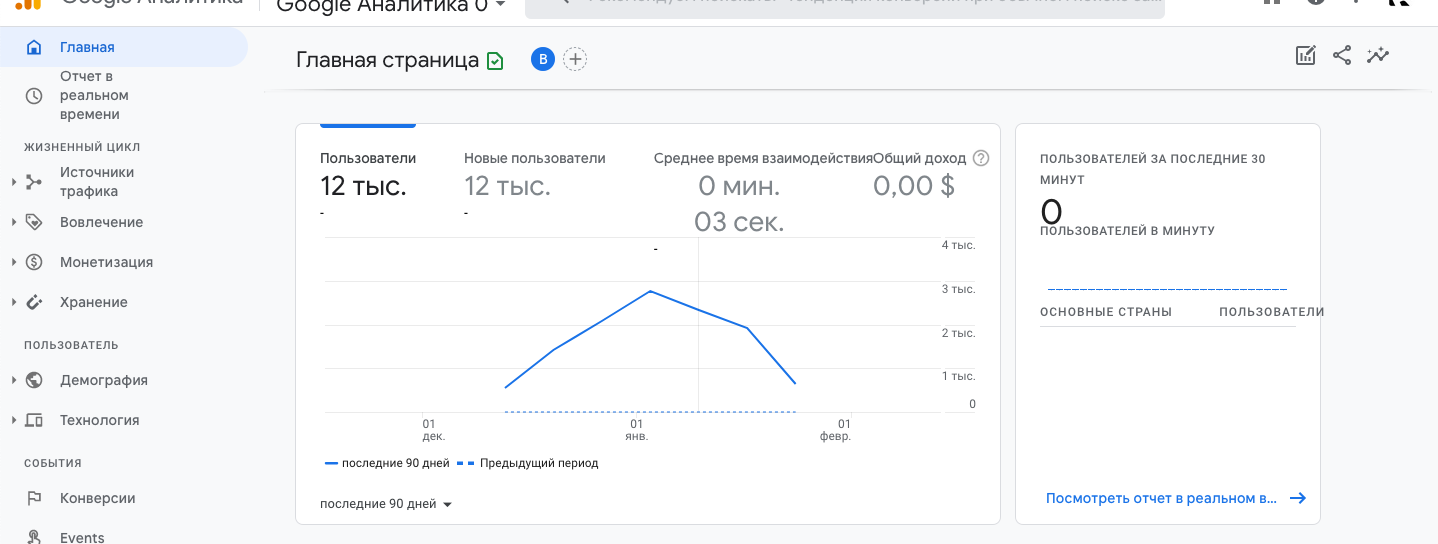 Google Аналитика
Google Аналитика 0
Главная
Отчет в
реальном
времени
ЖИЗНЕННЫЙ ЦИКЛ
Источники
трафика
Вовлечение
Монетизация
Хранение
ПОЛЬЗОВАТЕЛЬ
Демография
Технология
СОБЫТИЯ
Конверсии
Events
Главная страница
B
Пользователи
12 тыс.
-
Новые пользователи
12 тыс.
-
Среднее время взаимодействия
0 мин.
03 сек.
-
Общий доход
0,00 $
4 тыс.
3 тыс.
2 тыс.
1 тыс.
0
01
дек.
01
янв.
01
февр.
последние 90 дней
Предыдущий период
последние 90 дней
ПОЛЬЗОВАТЕЛЕЙ ЗА ПОСЛЕДНИЕ 30
МИНУТ
0
ПОЛЬЗОВАТЕЛЕЙ В МИНУТУ
ОСНОВНЫЕ СТРАНЫ
ПОЛЬЗОВАТЕЛИ
Посмотреть отчет в реальном в...